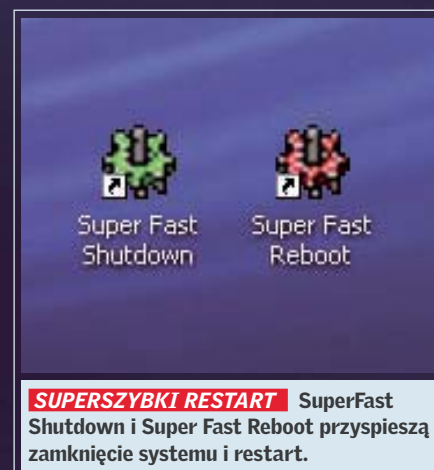 Super Fast
Shutdown
Super Fast
Reboot
SUPERSZYBKI RESTART SuperFast
Shutdown i Super Fast Reboot przyspieszą
zamknięcie systemu i restart.